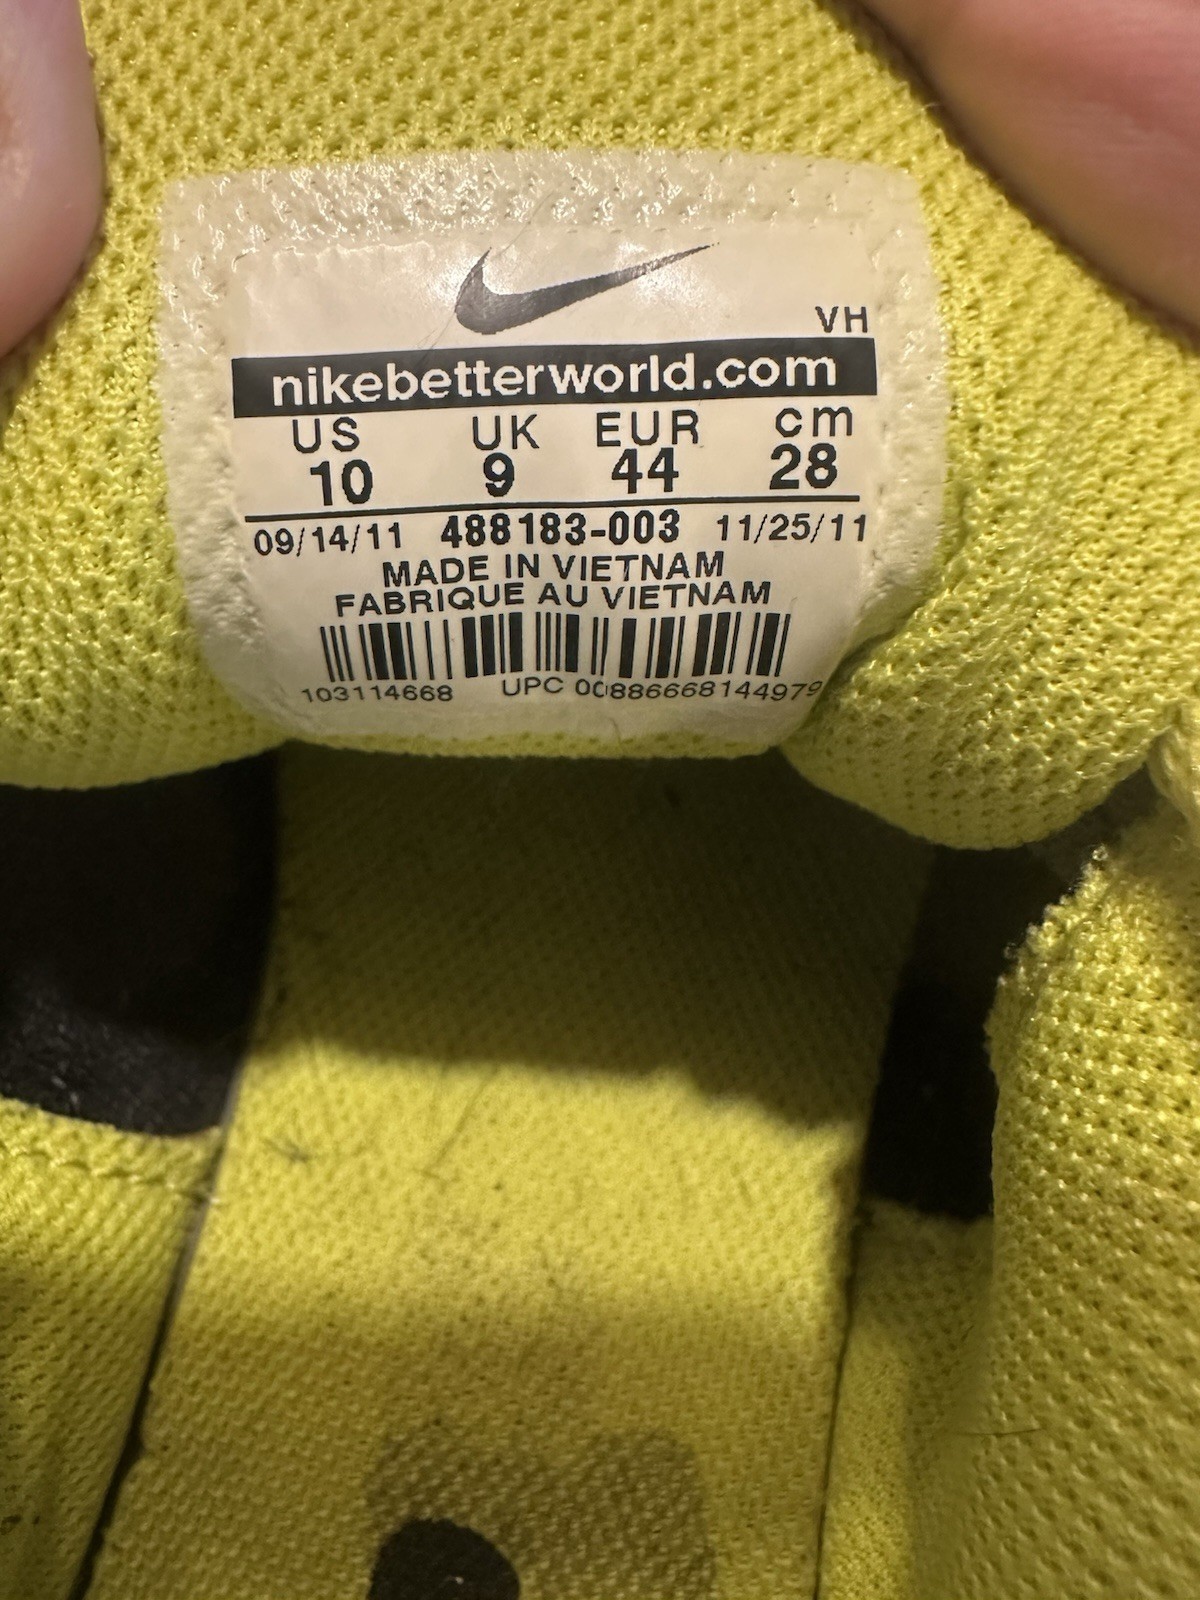 VH
nikebetterworld.com
US UK EUR cm
10 9 44 28
09/14/11 488183-003 11/25/11
MADE IN VIETNAM
FABRIQUE AU VIETNAM
103114668 UPC 00886668144979